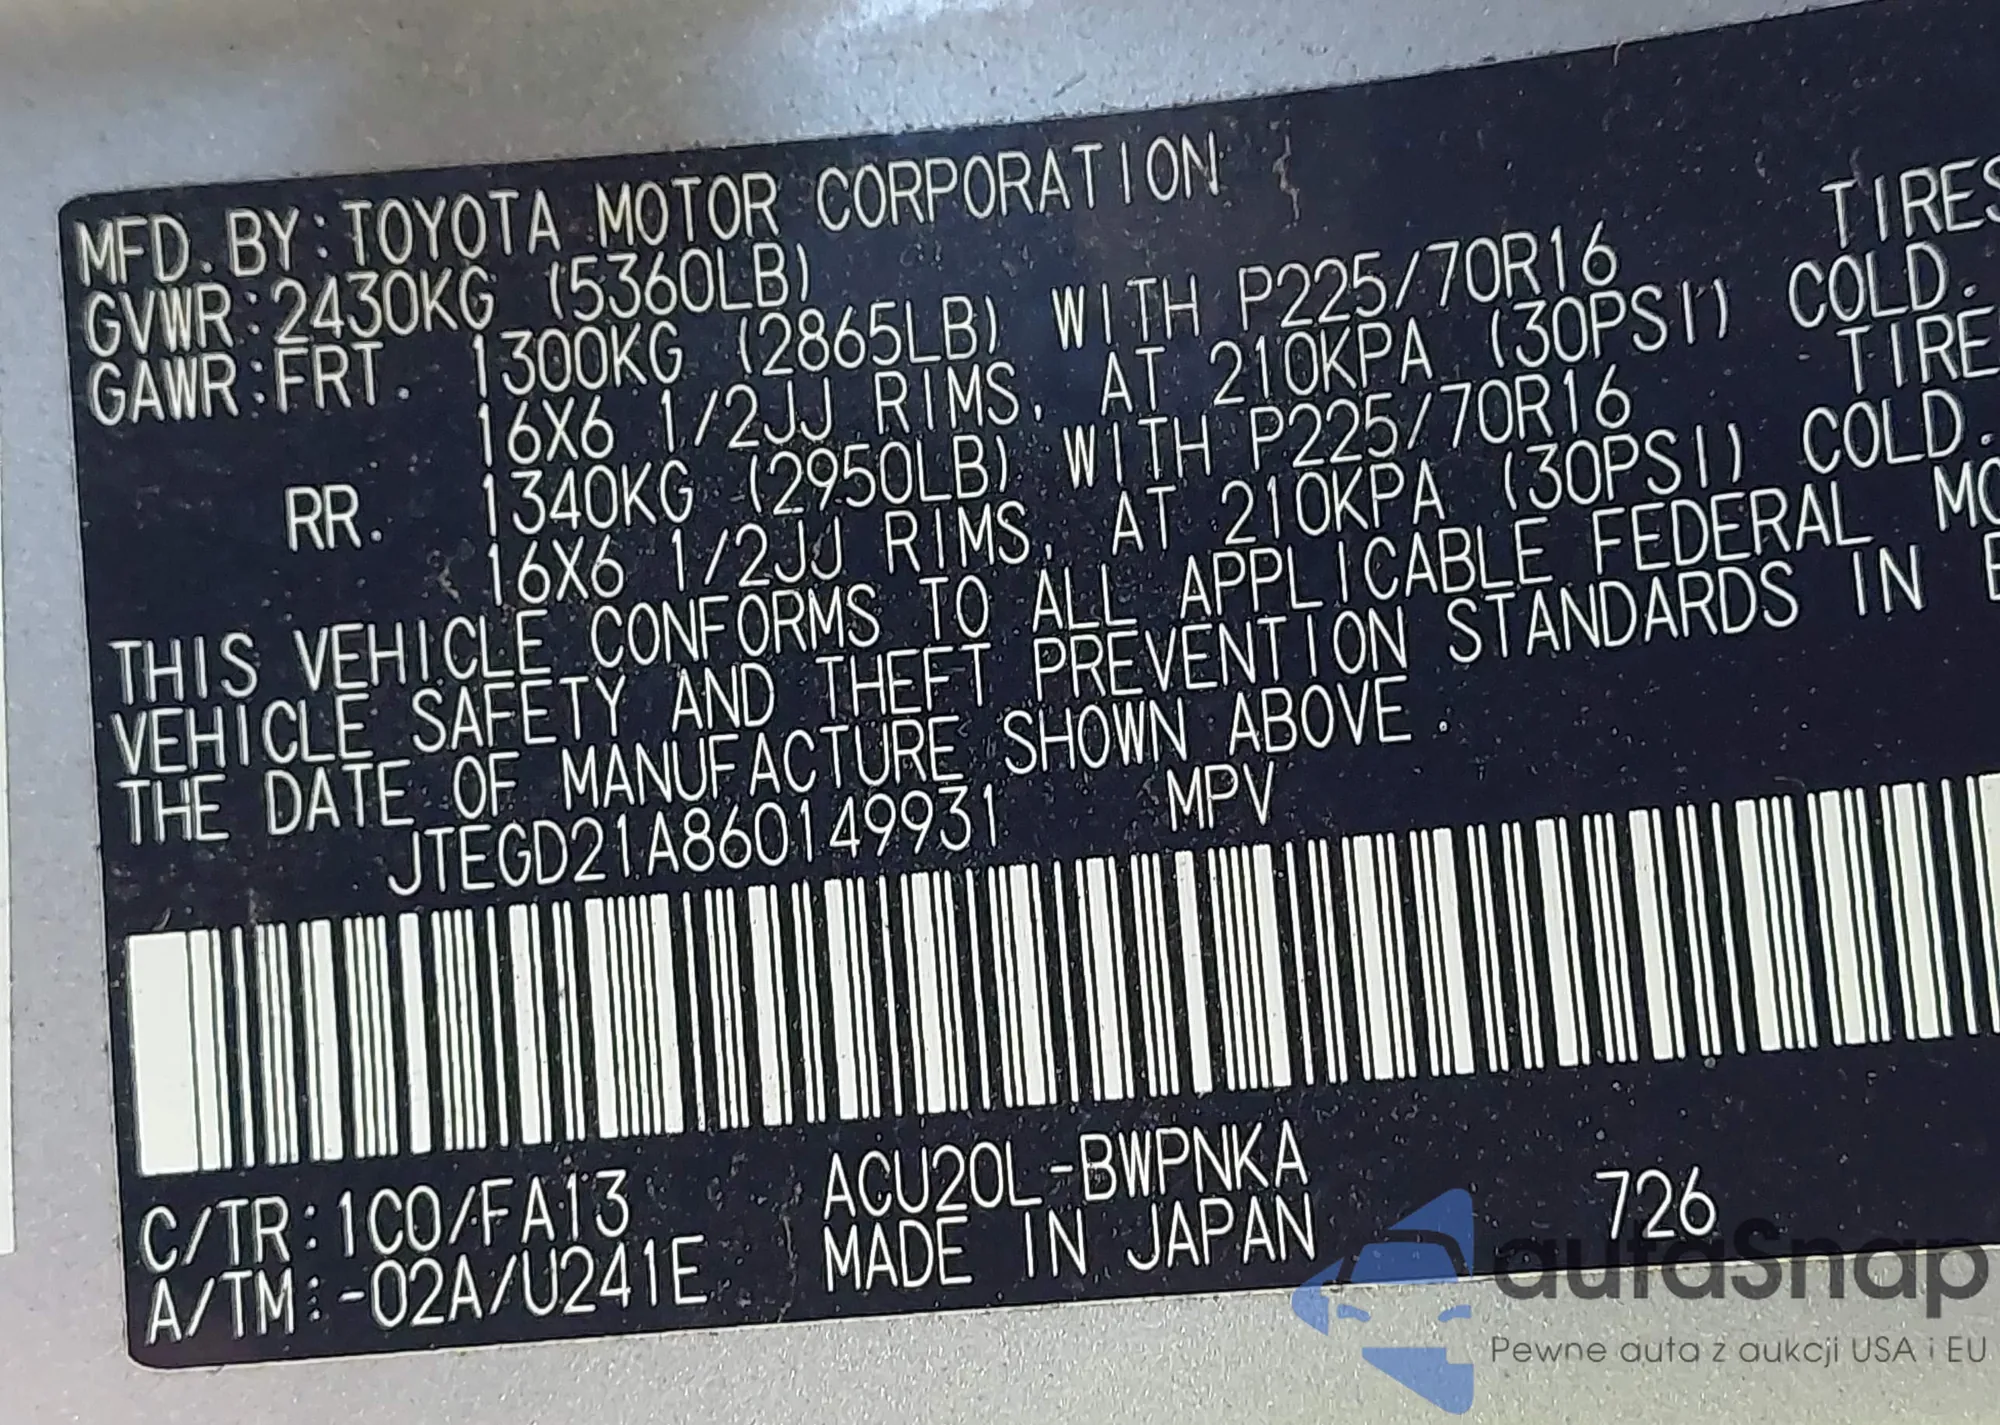 MFD. BY: TOYOTA MOTOR CORPORATION
GVWR: 2430KG (5360LB)
GAWR: FRT. 1300KG (2865LB) WITH P225/70R16 TIRES
16X6 1/2JJ RIMS, AT 210KPA (30PSI) COLD.
RR. 1340KG (2950LB) WITH P225/70R16 TIRE
16X6 1/2JJ RIMS, AT 210KPA (30PSI) COLD.
THIS VEHICLE CONFORMS TO ALL APPLICABLE FEDERAL MO
VEHICLE SAFETY AND THEFT PREVENTION STANDARDS IN E
THE DATE OF MANUFACTURE SHOWN ABOVE.
JTEGD21A860149931 MPV
C/TR: 1C0/FA13 ACU20L-BWPNKA
A/TM: -02A/U241E MADE IN JAPAN 726
autaSnap
Pewne auta z aukcji USA i EU